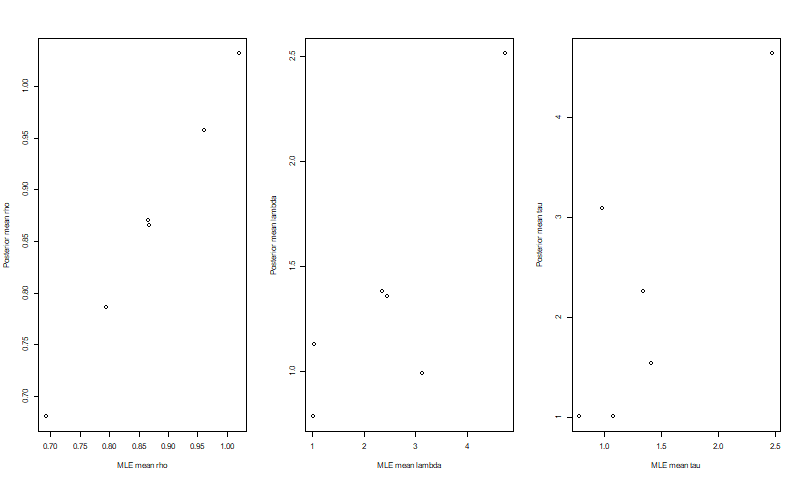 Posterior mean rho
1.00
0.95
0.90
0.85
0.80
0.75
0.70
0.70 0.75 0.80 0.85 0.90 0.95 1.00
MLE mean rho
Posterior mean lambda
2.5
2.0
1.5
1.0
1 2 3 4
MLE mean lambda
Posterior mean tau
4
3
2
1
1.0 1.5 2.0 2.5
MLE mean tau